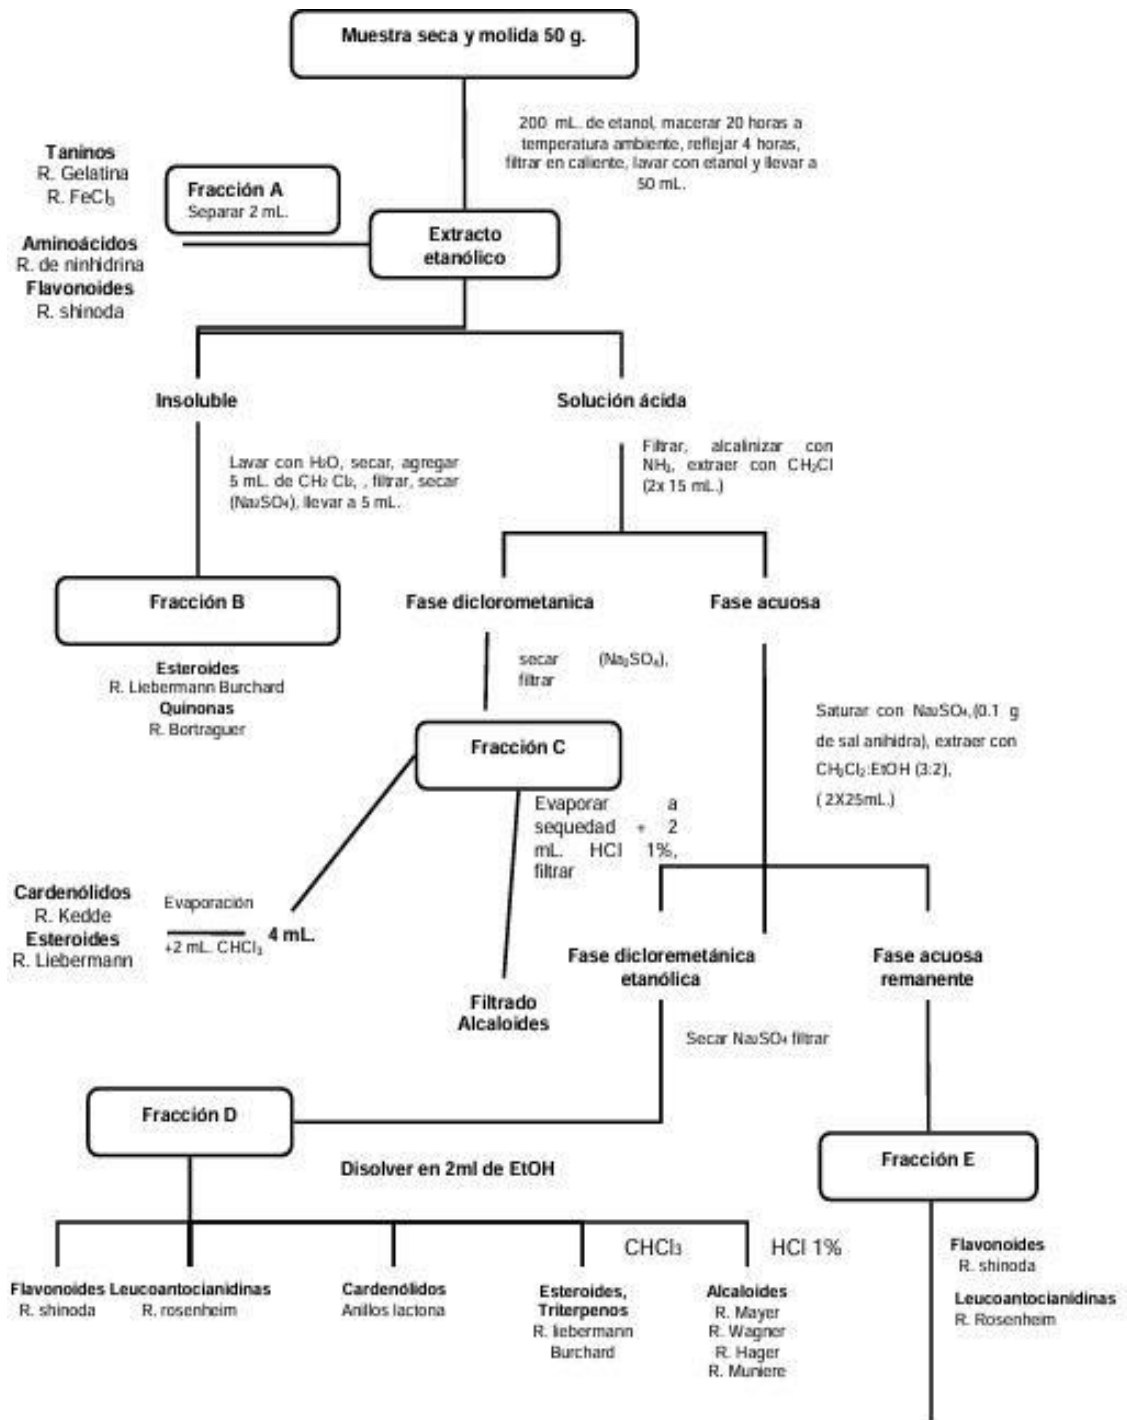 Muestra seca y molida 50 g.
200 mL. de etanol, macerar 20 horas a
temperatura ambiente, reflejar 4 horas,
filtrar en caliente, lavar con etanol y llevar a
50 mL.
Taninos
R. Gelatina
R. FeCl₃
Fracción A
Separar 2 mL.
Extracto
etanólico
Aminoácidos
R. de ninhidrina
Flavonoides
R. shinoda
Insoluble
Solución ácida
Lavar con H₂O, secar, agregar
5 mL. de CH₂ Cl₂, , filtrar, secar
(Na₂SO₄), llevar a 5 mL.
Filtrar, alcalinizar con
NH₃, extraer con CH₂Cl
(2x 15 mL.)
Fracción B
Esteroides
R. Liebermann Burchard
Quinonas
R. Bortraguer
Fase diclorometanica
Fase acuosa
secar (Na₂SO₄),
filtrar
Fracción C
Saturar con Na₂SO₄,(0.1 g
de sal anihidra), extraer con
CH₂Cl₂:EtOH (3:2),
( 2X25mL.)
Evaporar a
sequedad + 2
mL. HCl 1%,
filtrar
Cardenólidos
R. Kedde
Esteroides
R. Liebermann
Evaporación
+2 mL. CHCl₃
4 mL.
Filtrado
Alcaloides
Fase dicloremetánica
etanólica
Fase acuosa
remanente
Secar Na₂SO₄ filtrar
Fracción D
Disolver en 2ml de EtOH
Fracción E
CHCl₃
HCl 1%
Flavonoides
R. shinoda
Leucoantocianidinas
R. rosenheim
Cardenólidos
Anillos lactona
Esteroides,
Triterpenos
R. liebermann
Burchard
Alcaloides
R. Mayer
R. Wagner
R. Hager
R. Muniere
Flavonoides
R. shinoda
Leucoantocianidinas
R. Rosenheim